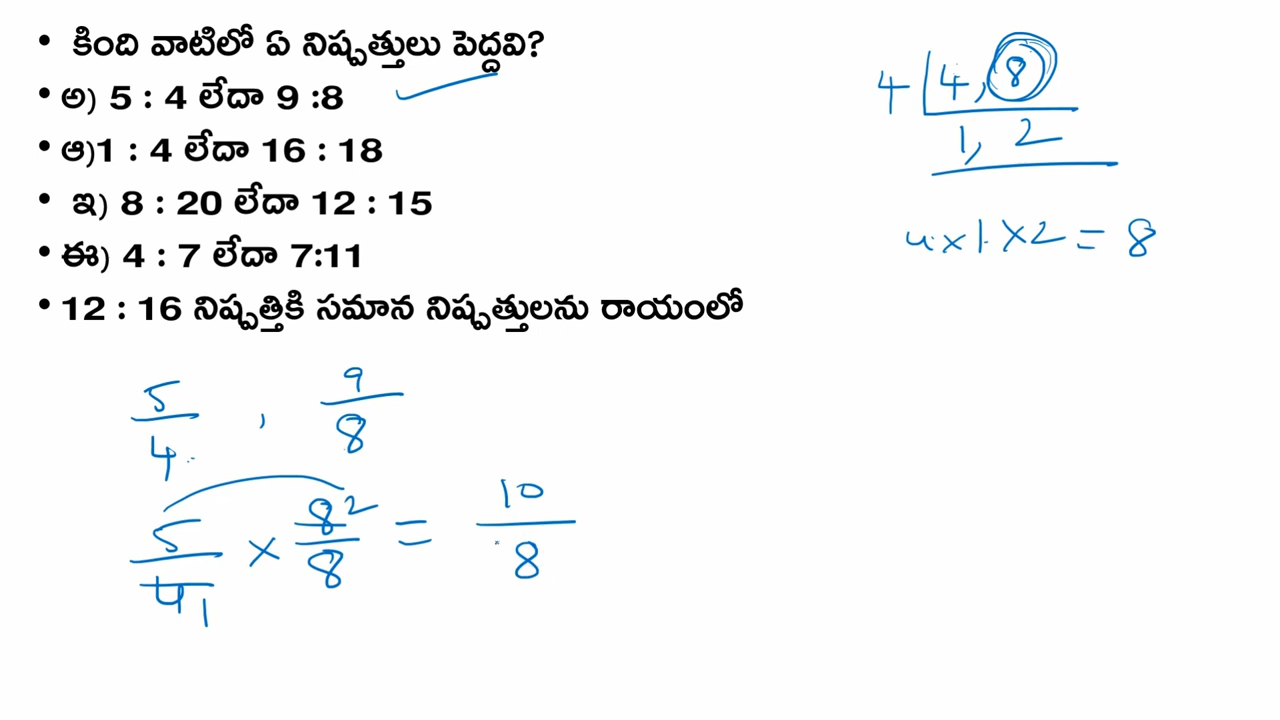 • కింది వాటిలో ఏ నిష్పత్తులు పెద్దవి?
• అ) 5 : 4 లేదా 9 :8
• ఆ)1 : 4 లేదా 16 : 18
• ఇ) 8 : 20 లేదా 12 : 15
• ఈ) 4 : 7 లేదా 7:11
• 12 : 16 నిష్పత్తికి సమాన నిష్పత్తులను రాయంలో
4 | 4, 8
1, 2
4 × 1 × 2 = 8
5/4 , 9/8
5/4 1 × 8 2/8 = 10/8